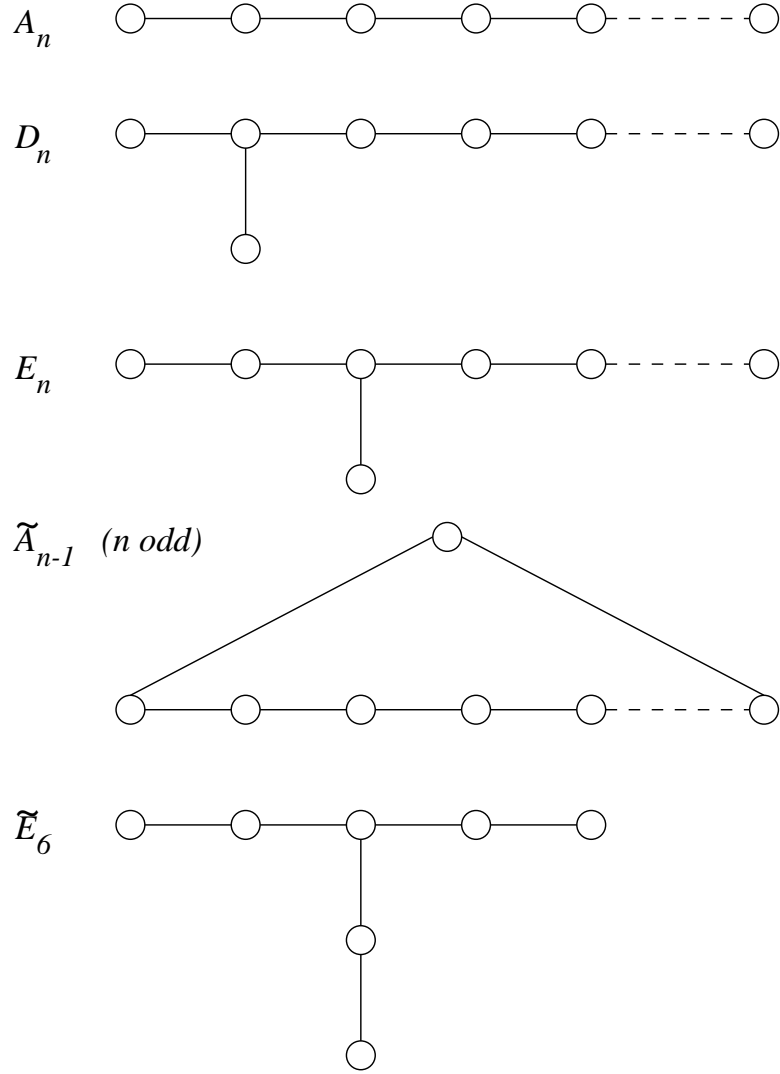 A_n
D_n
E_n
Ã_{n-1} (n odd)
Ẽ_6